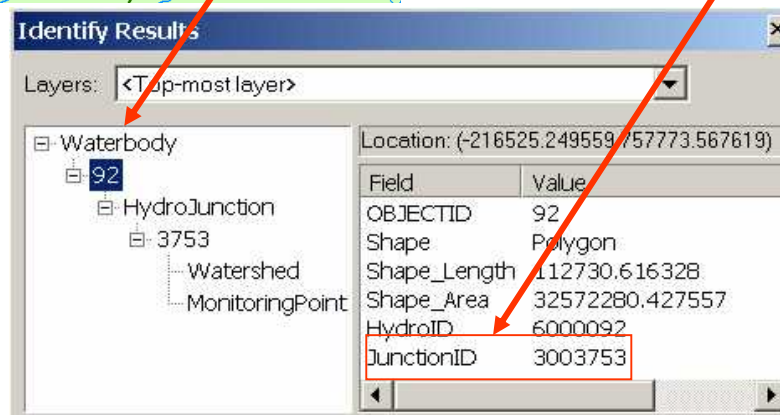 Identify Results
Layers: <Top-most layer>
Waterbody
92
HydroJunction
3753
Watershed
MonitoringPoint
Location: (-216525.249559 757773.567619)
Field Value
OBJECTID 92
Shape Polygon
Shape_Length 112730.616328
Shape_Area 32572280.427557
HydroID 6000092
JunctionID 3003753